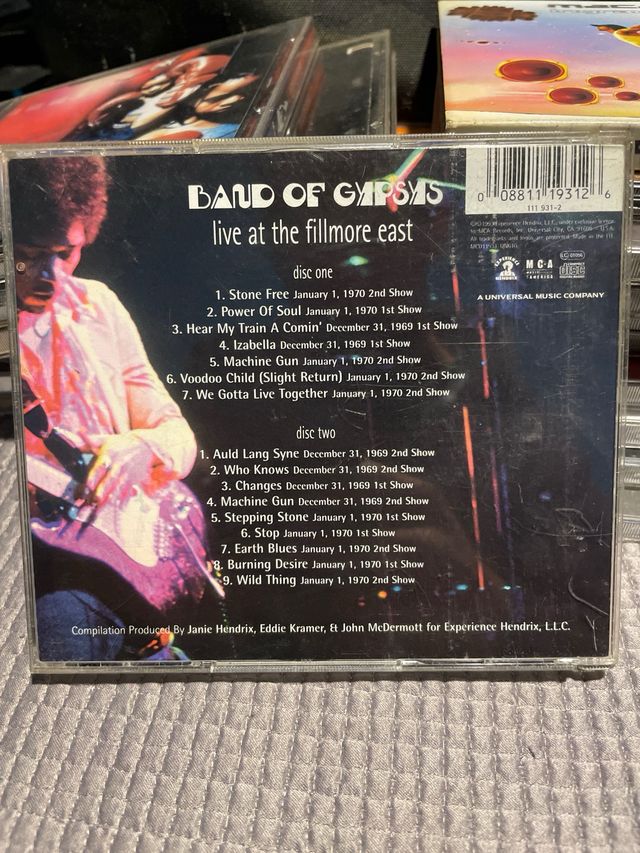 BAND OF GYPSYS
live at the fillmore east
0 08811 19312 6
111 931-2
EXPERIENCE HENDRIX
MCA
MUSIC AMERICA
COMPACT disc
A UNIVERSAL MUSIC COMPANY
disc one
1. Stone Free January 1, 1970 2nd Show
2. Power Of Soul January 1, 1970 1st Show
3. Hear My Train A Comin' December 31, 1969 1st Show
4. Izabella December 31, 1969 1st Show
5. Machine Gun January 1, 1970 2nd Show
6. Voodoo Child (Slight Return) January 1, 1970 2nd Show
7. We Gotta Live Together January 1, 1970 2nd Show
disc two
1. Auld Lang Syne December 31, 1969 2nd Show
2. Who Knows December 31, 1969 2nd Show
3. Changes December 31, 1969 1st Show
4. Machine Gun December 31, 1969 2nd Show
5. Stepping Stone January 1, 1970 1st Show
6. Stop January 1, 1970 1st Show
7. Earth Blues January 1, 1970 2nd Show
8. Burning Desire January 1, 1970 1st Show
9. Wild Thing January 1, 1970 2nd Show
Compilation Produced By Janie Hendrix, Eddie Kramer, & John McDermott for Experience Hendrix, L.L.C.